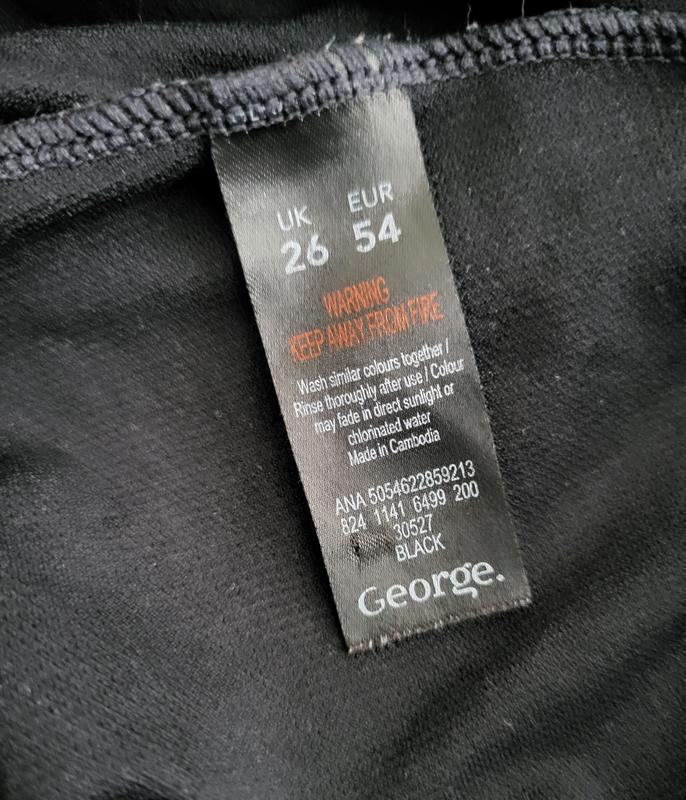 UK EUR
26 54
WARNING
KEEP AWAY FROM FIRE
Wash similar colours together /
Rinse thoroughly after use / Colour
may fade in direct sunlight or
chlorinated water
Made in Cambodia
ANA 5054622859213
824 1141 6499 200
30527
BLACK
George.